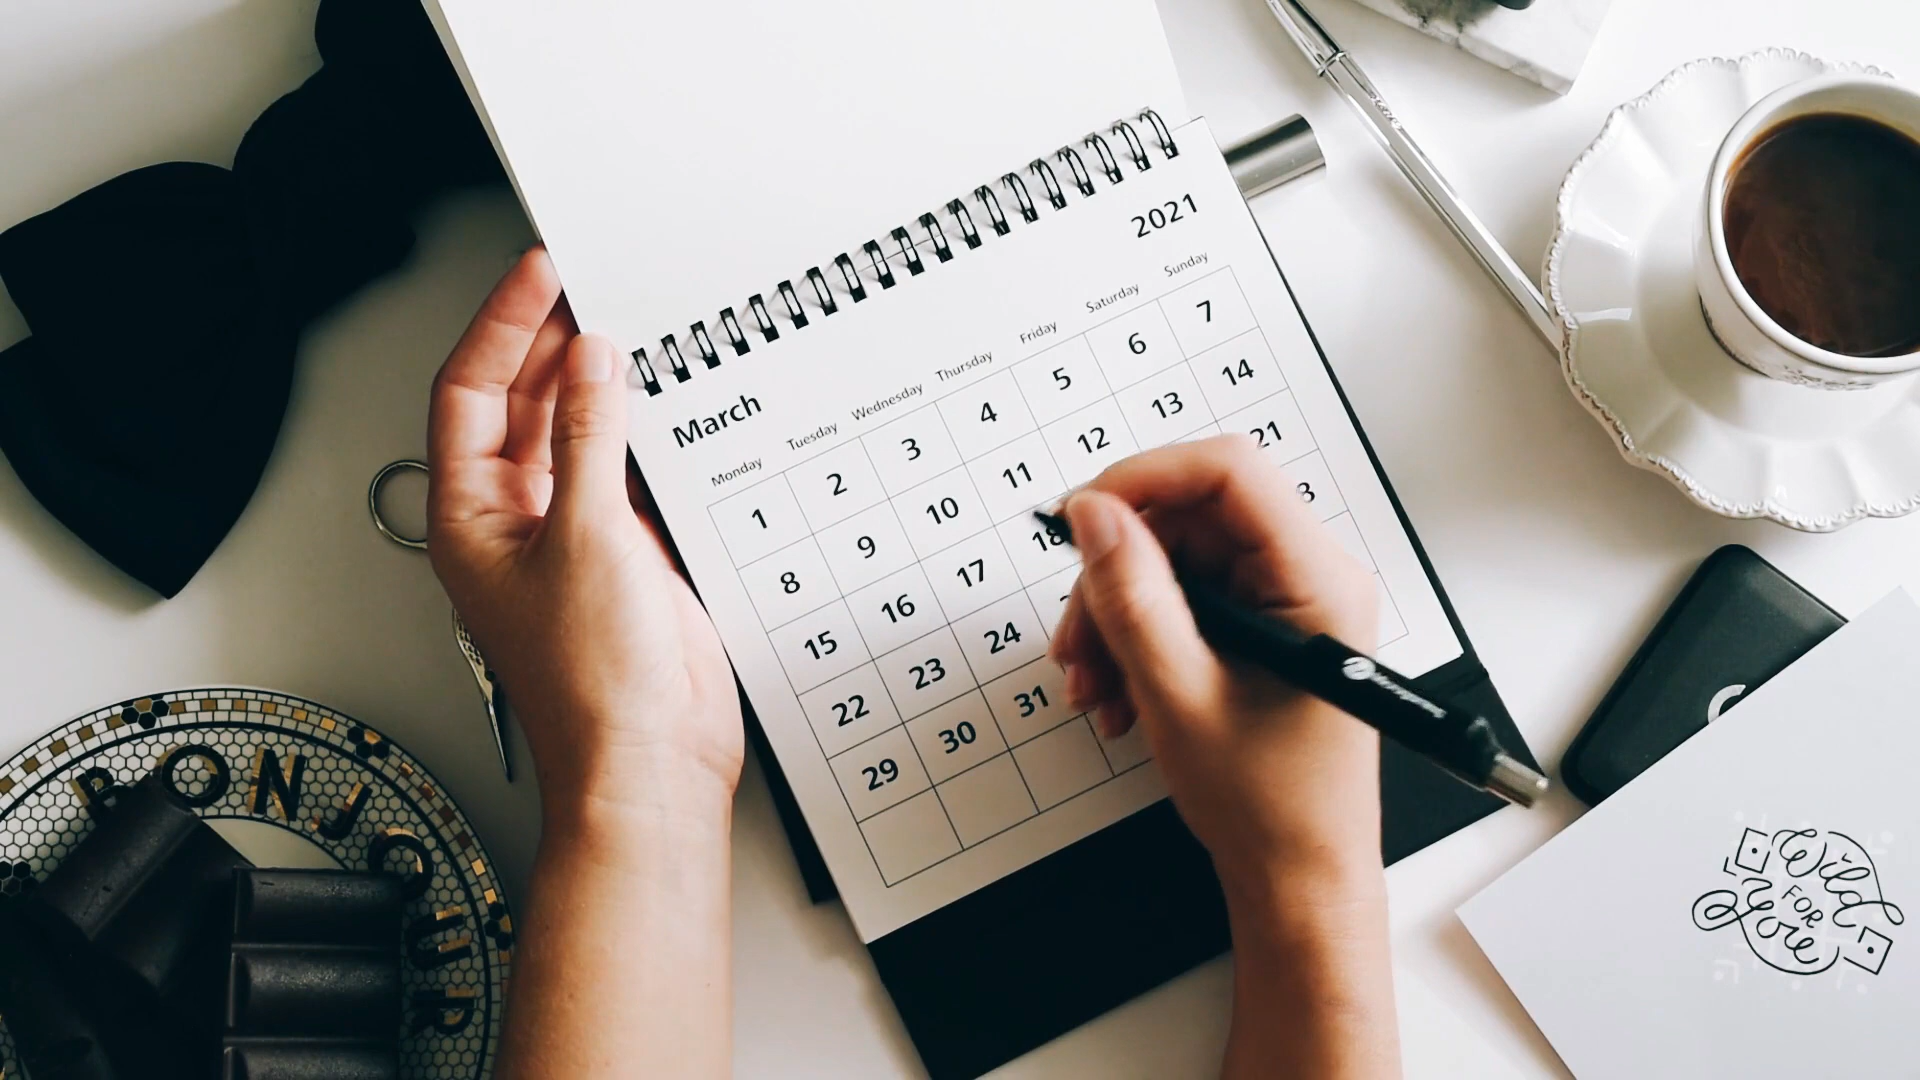 2021
March
Monday Tuesday Wednesday Thursday Friday Saturday Sunday
1 2 3 4 5 6 7
8 9 10 11 12 13 14
15 16 17 18 21
22 23 24
29 30 31
BONJOUR
Wild
FOR
You